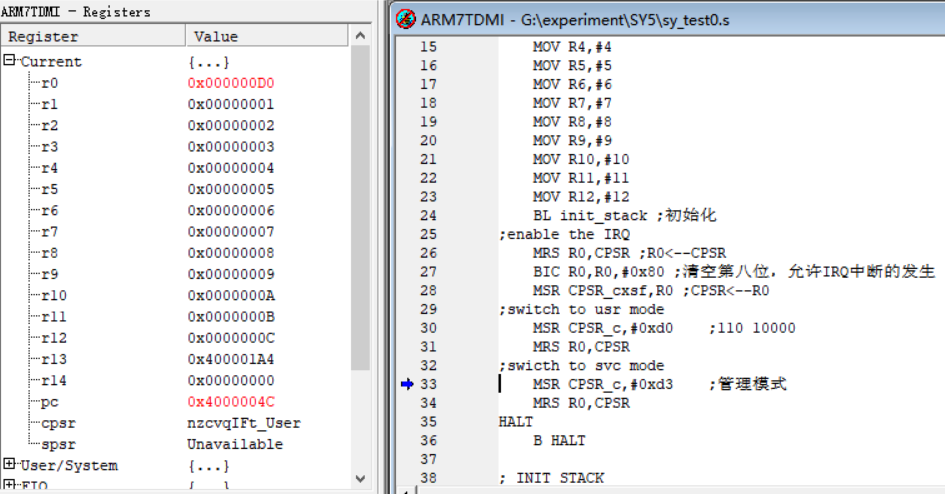 ARM7TDMI - Registers
Register Value
Current {...}
r0 0x000000D0
r1 0x00000001
r2 0x00000002
r3 0x00000003
r4 0x00000004
r5 0x00000005
r6 0x00000006
r7 0x00000007
r8 0x00000008
r9 0x00000009
r10 0x0000000A
r11 0x0000000B
r12 0x0000000C
r13 0x400001A4
r14 0x00000000
pc 0x4000004C
cpsr nzcvqIFt_User
spsr Unavailable
User/System {...}
FIQ {...}
ARM7TDMI - G:\experiment\SY5\sy_test0.s
15 MOV R4,#4
16 MOV R5,#5
17 MOV R6,#6
18 MOV R7,#7
19 MOV R8,#8
20 MOV R9,#9
21 MOV R10,#10
22 MOV R11,#11
23 MOV R12,#12
24 BL init_stack ;初始化
25 ;enable the IRQ
26 MRS R0,CPSR ;R0<--CPSR
27 BIC R0,R0,#0x80 ;清空第八位，允许IRQ中断的发生
28 MSR CPSR_cxsf,R0 ;CPSR<--R0
29 ;switch to usr mode
30 MSR CPSR_c,#0xd0 ;110 10000
31 MRS R0,CPSR
32 ;swicth to svc mode
33 MSR CPSR_c,#0xd3 ;管理模式
34 MRS R0,CPSR
35 HALT
36 B HALT
37
38 ; INIT STACK